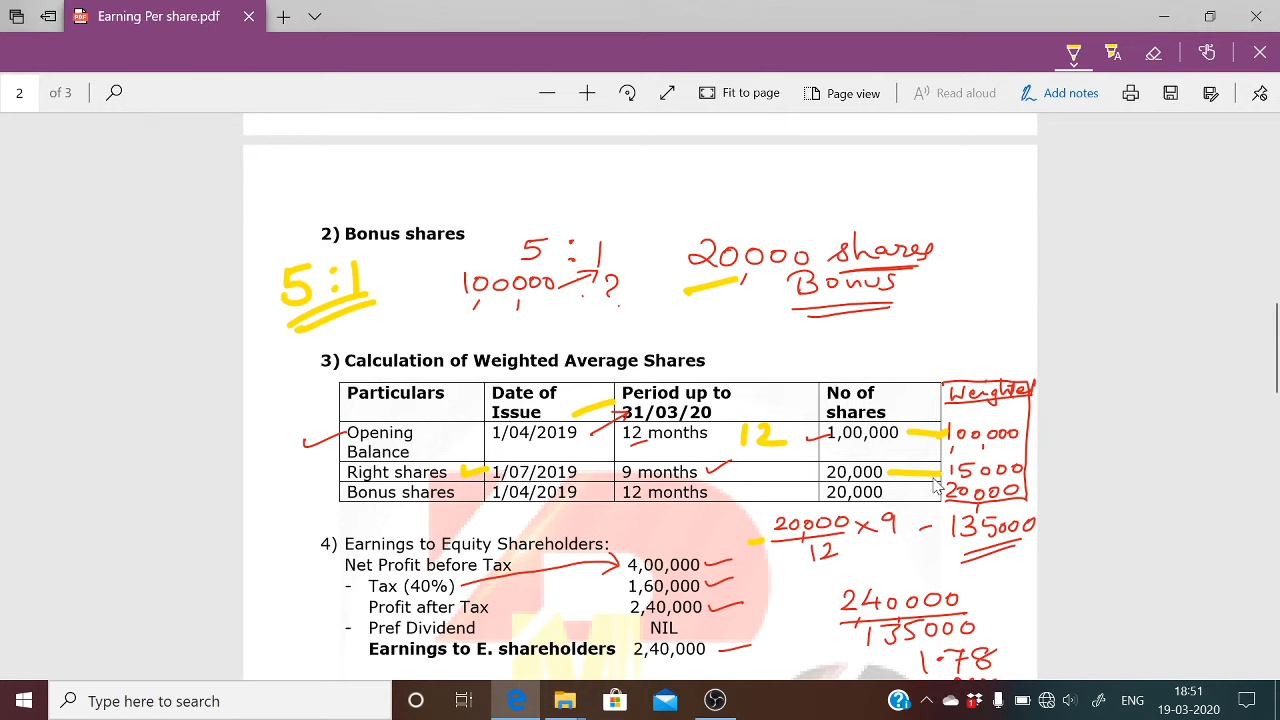 Earning Per share.pdf
2 of 3
Fit to page
Page view
Read aloud
Add notes
2) Bonus shares
5 : 1
20000 shares
5:1
100000 ?
Bonus
3) Calculation of Weighted Average Shares
Particulars Date of Issue Period up to 31/03/20 No of shares Weighted
Opening Balance 1/04/2019 12 months 12 1,00,000 100000
Right shares 1/07/2019 9 months 20,000 15000
Bonus shares 1/04/2019 12 months 20,000 20000
20000 x 9 - 135000
12
4) Earnings to Equity Shareholders:
Net Profit before Tax 4,00,000
- Tax (40%) 1,60,000
Profit after Tax 2,40,000
- Pref Dividend NIL
Earnings to E. shareholders 2,40,000
240000
135000
1.78
Type here to search
ENG
18:51
19-03-2020